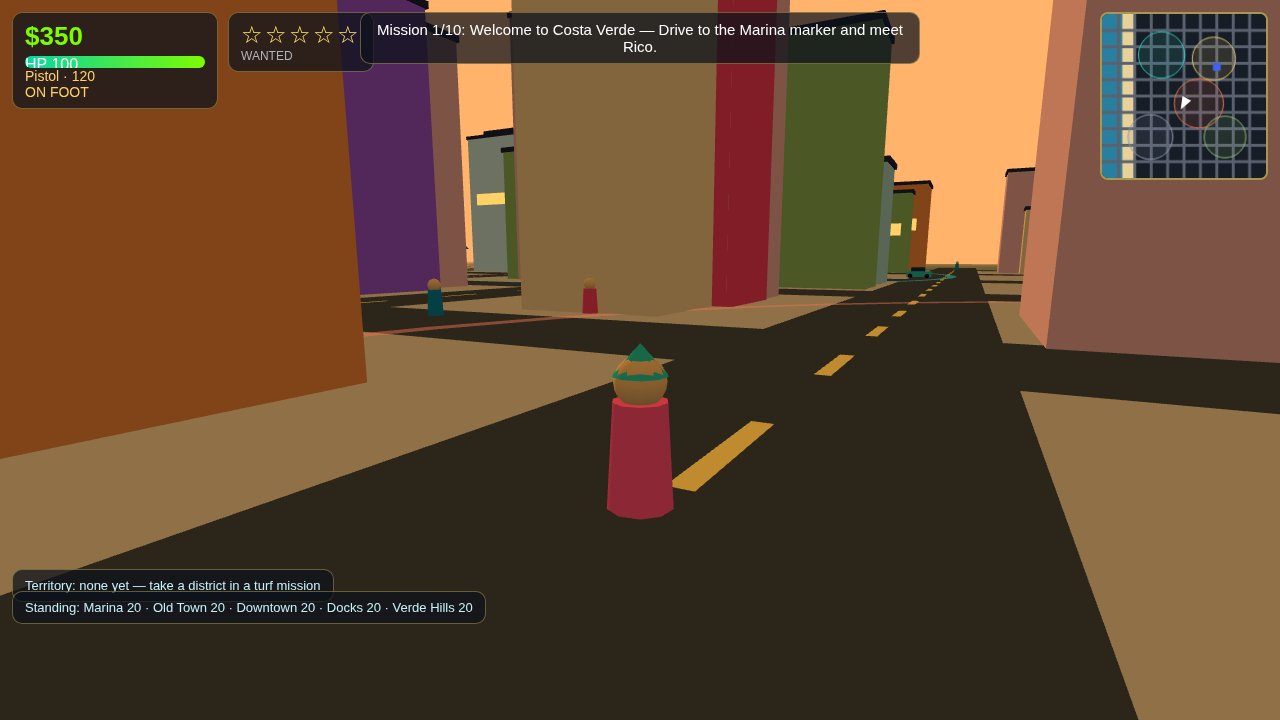 $350
HP 100
Pistol · 120
ON FOOT
☆☆☆☆☆
WANTED
Mission 1/10: Welcome to Costa Verde — Drive to the Marina marker and meet
Rico.
Territory: none yet — take a district in a turf mission
Standing: Marina 20 · Old Town 20 · Downtown 20 · Docks 20 · Verde Hills 20